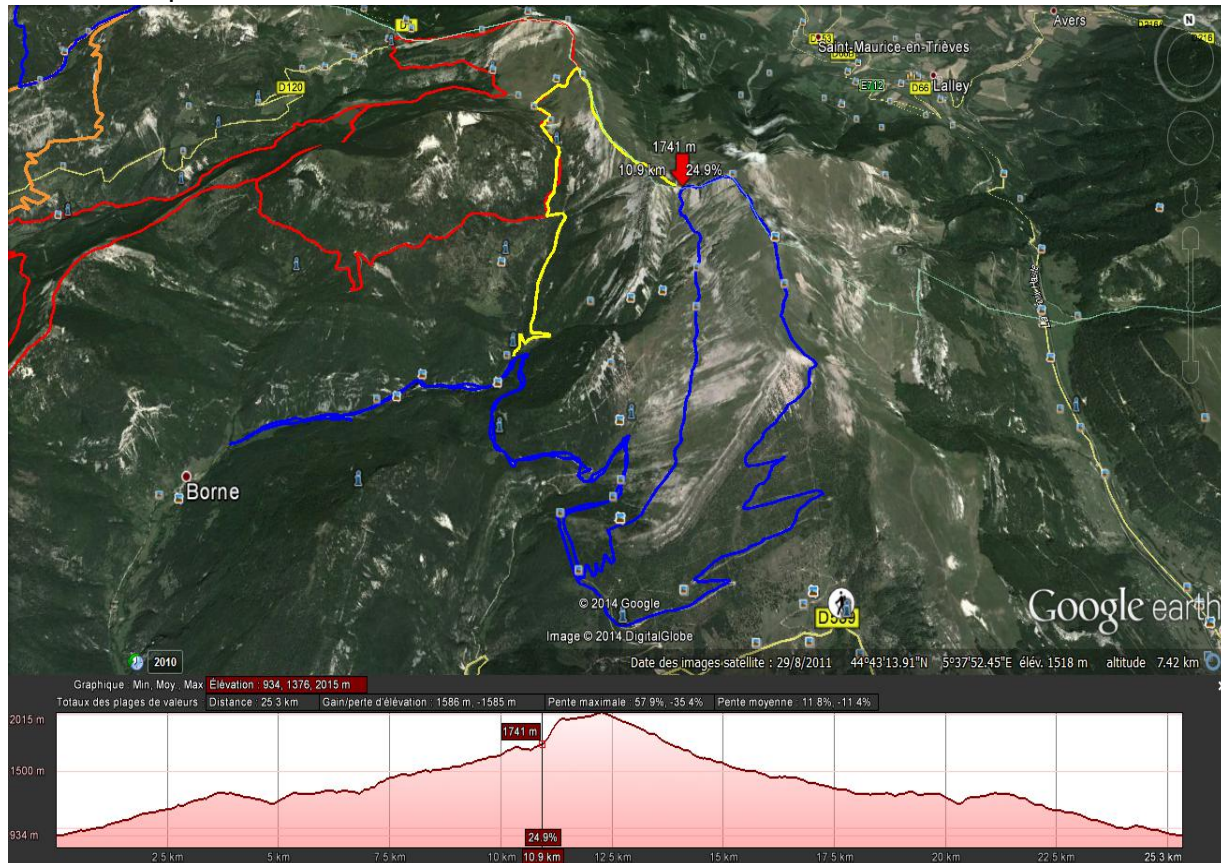 Avers
N
D216
Saint-Maurice-en-Trièves
D66B
E712
D66
Lalley
D120
1741 m
10.9 km
24.9%
Borne
D539
© 2014 Google
Image © 2014 DigitalGlobe
Google earth
2010
Date des images satellite : 29/8/2011 44°43'13.91"N 5°37'52.45"E élév. 1518 m altitude 7.42 km
Graphique : Min, Moy, Max Élévation : 934, 1376, 2015 m
Totaux des plages de valeurs Distance : 25.3 km Gain/perte d'élévation : 1586 m, -1585 m Pente maximale : 57.9%, -35.4% Pente moyenne : 11.8%, -11.4%
2015 m
1741 m
1500 m
934 m
24.9%
2.5 km 5 km 7.5 km 10 km 10.9 km 12.5 km 15 km 17.5 km 20 km 22.5 km 25.3 km